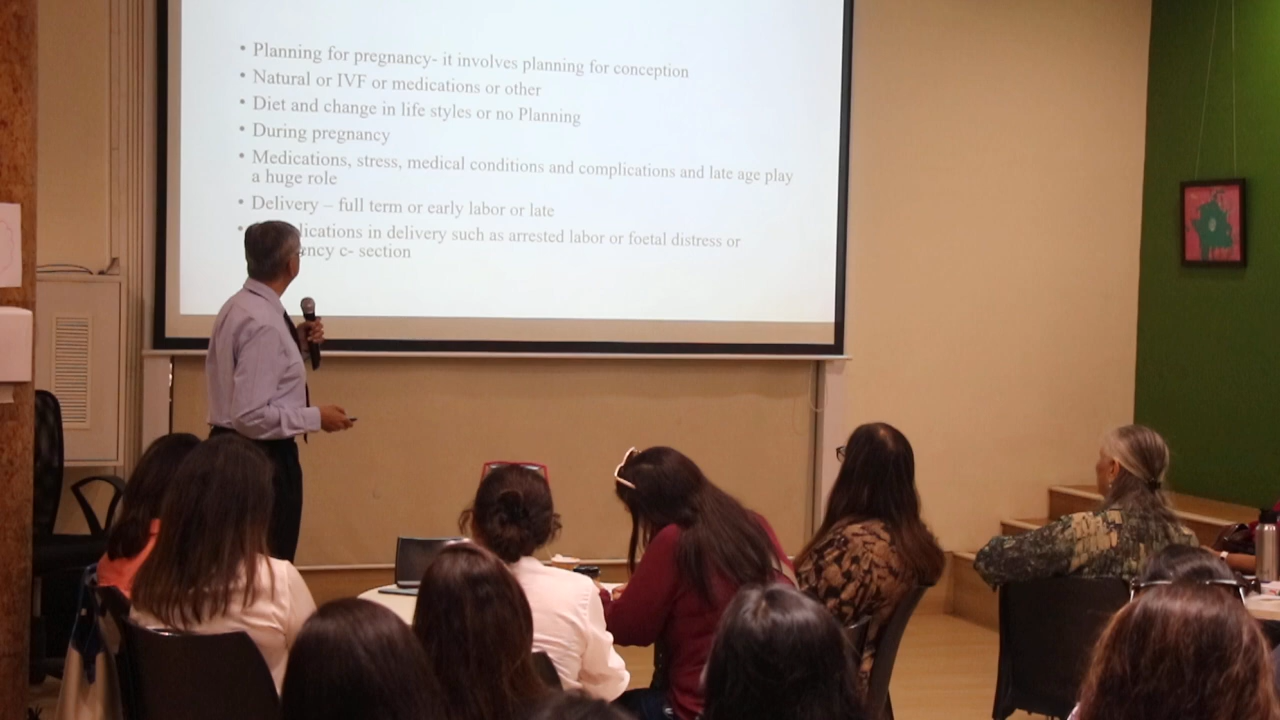 • Planning for pregnancy- it involves planning for conception
• Natural or IVF or medications or other
• Diet and change in life styles or no Planning
• During pregnancy
• Medications, stress, medical conditions and complications and late age play
a huge role
• Delivery – full term or early labor or late
• lications in delivery such as arrested labor or foetal distress or
ncy c- section